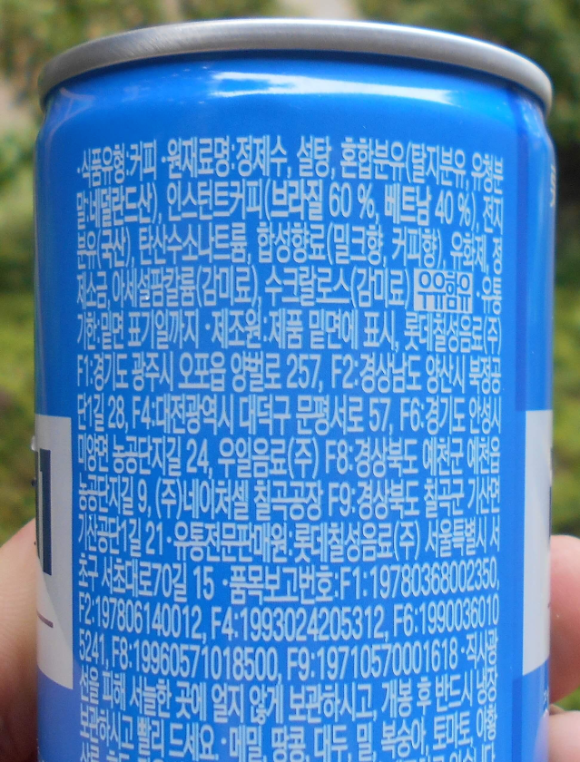 ·식품유형:커피 ·원재료명:정제수, 설탕, 혼합분유(탈지분유, 유청분
말:네덜란드산), 인스턴트커피(브라질 60 %, 베트남 40 %), 전지
분유(국산), 탄산수소나트륨, 합성향료(밀크향, 커피향), 유화제, 정
제소금, 아세설팜칼륨(감미료), 수크랄로스(감미료) 우유함유 ·유통
기한:밑면 표기일까지 ·제조원:제품 밑면에 표시, 롯데칠성음료(주)
F1:경기도 광주시 오포읍 양벌로 257, F2:경상남도 양산시 북정공
단1길 28, F4:대전광역시 대덕구 문평서로 57, F6:경기도 안성시
미양면 농공단지길 24, 우일음료(주) F8:경상북도 예천군 예천읍
농공단지길 9, (주)네이처셀 칠곡공장 F9:경상북도 칠곡군 기산면
기산공단1길 21 ·유통전문판매원:롯데칠성음료(주) 서울특별시 서
초구 서초대로70길 15 ·품목보고번호:F1:19780368002350,
F2:197806140012, F4:1993024205312, F6:1990036010
5241, F8:19960571018500, F9:19710570001618 ·직사광
선을 피해 서늘한 곳에 얼지 않게 보관하시고, 개봉 후 반드시 냉장
보관하시고 빨리 드세요 ·메밀, 땅콩, 대두, 밀, 복숭아, 토마토, 아황